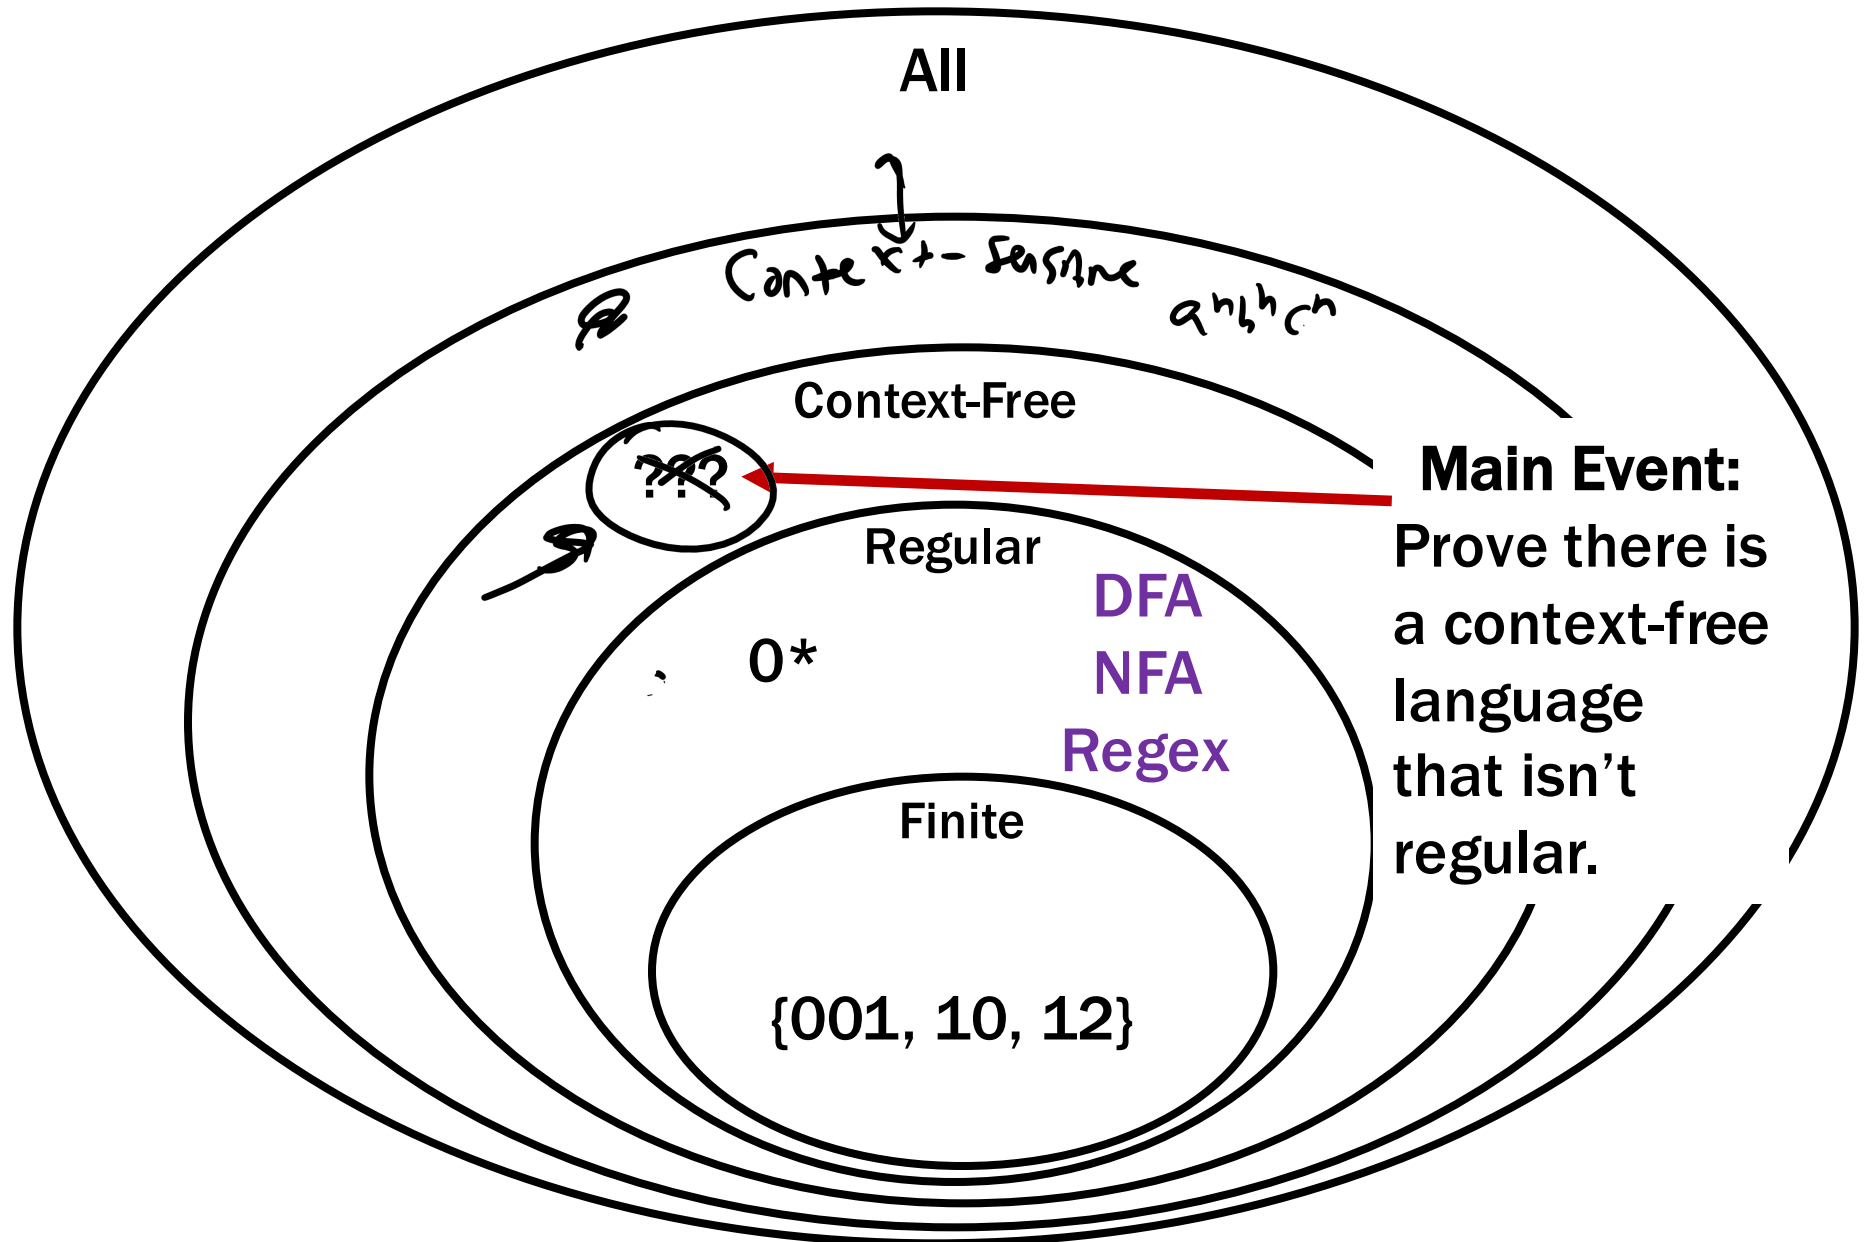 All
Context-Sensitive
aⁿbⁿcⁿ
Context-Free
???
Main Event:
Prove there is
a context-free
language
that isn't
regular.
Regular
DFA
NFA
Regex
0*
Finite
{001, 10, 12}